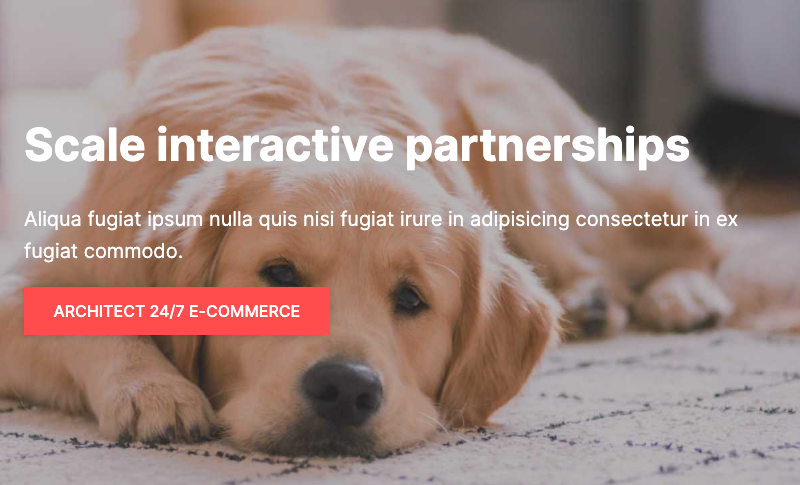 Scale interactive partnerships
Aliqua fugiat ipsum nulla quis nisi fugiat irure in adipisicing consectetur in ex
fugiat commodo.
ARCHITECT 24/7 E-COMMERCE